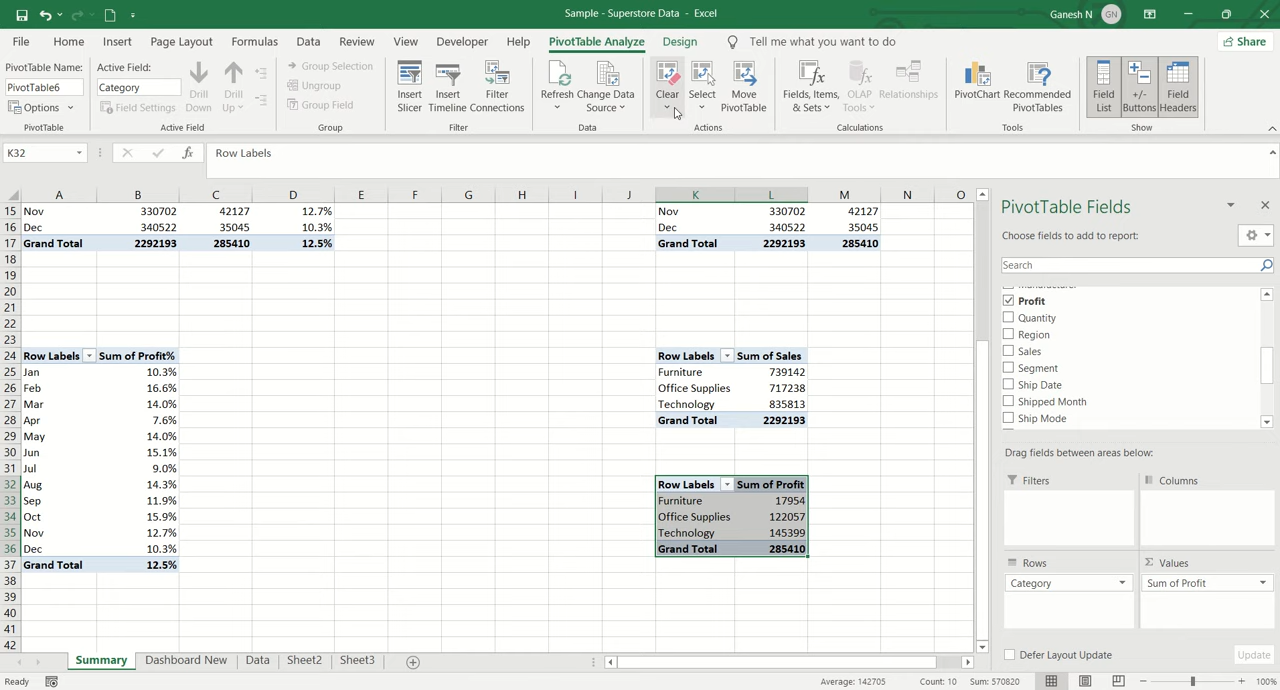 Sample - Superstore Data - Excel
Ganesh N GN
File Home Insert Page Layout Formulas Data Review View Developer Help PivotTable Analyze Design Tell me what you want to do Share
PivotTable Name:
PivotTable6
Options
PivotTable
Active Field:
Category
Field Settings
Drill Down
Drill Up
Active Field
Group Selection
Ungroup
Group Field
Group
Insert Slicer
Insert Timeline
Filter Connections
Filter
Refresh
Change Data Source
Data
Clear
Select
Move PivotTable
Actions
Fields, Items, & Sets
OLAP Tools
Relationships
Calculations
PivotChart
Recommended PivotTables
Tools
Field List
+/- Buttons
Field Headers
Show
K32 fx Row Labels
A B C D E F G H I J K L M N O
15 Nov 330702 42127 12.7% Nov 330702 42127
16 Dec 340522 35045 10.3% Dec 340522 35045
17 Grand Total 2292193 285410 12.5% Grand Total 2292193 285410
18
19
20
21
22
23
24 Row Labels Sum of Profit% Row Labels Sum of Sales
25 Jan 10.3% Furniture 739142
26 Feb 16.6% Office Supplies 717238
27 Mar 14.0% Technology 835813
28 Apr 7.6% Grand Total 2292193
29 May 14.0%
30 Jun 15.1%
31 Jul 9.0%
32 Aug 14.3% Row Labels Sum of Profit
33 Sep 11.9% Furniture 17954
34 Oct 15.9% Office Supplies 122057
35 Nov 12.7% Technology 145399
36 Dec 10.3% Grand Total 285410
37 Grand Total 12.5%
38
39
40
41
42
PivotTable Fields
Choose fields to add to report:
Search
Profit
Quantity
Region
Sales
Segment
Ship Date
Shipped Month
Ship Mode
Drag fields between areas below:
Filters
Columns
Rows
Σ Values
Category
Sum of Profit
Defer Layout Update
Update
Summary Dashboard New Data Sheet2 Sheet3
Ready Average: 142705 Count: 10 Sum: 570820 100%